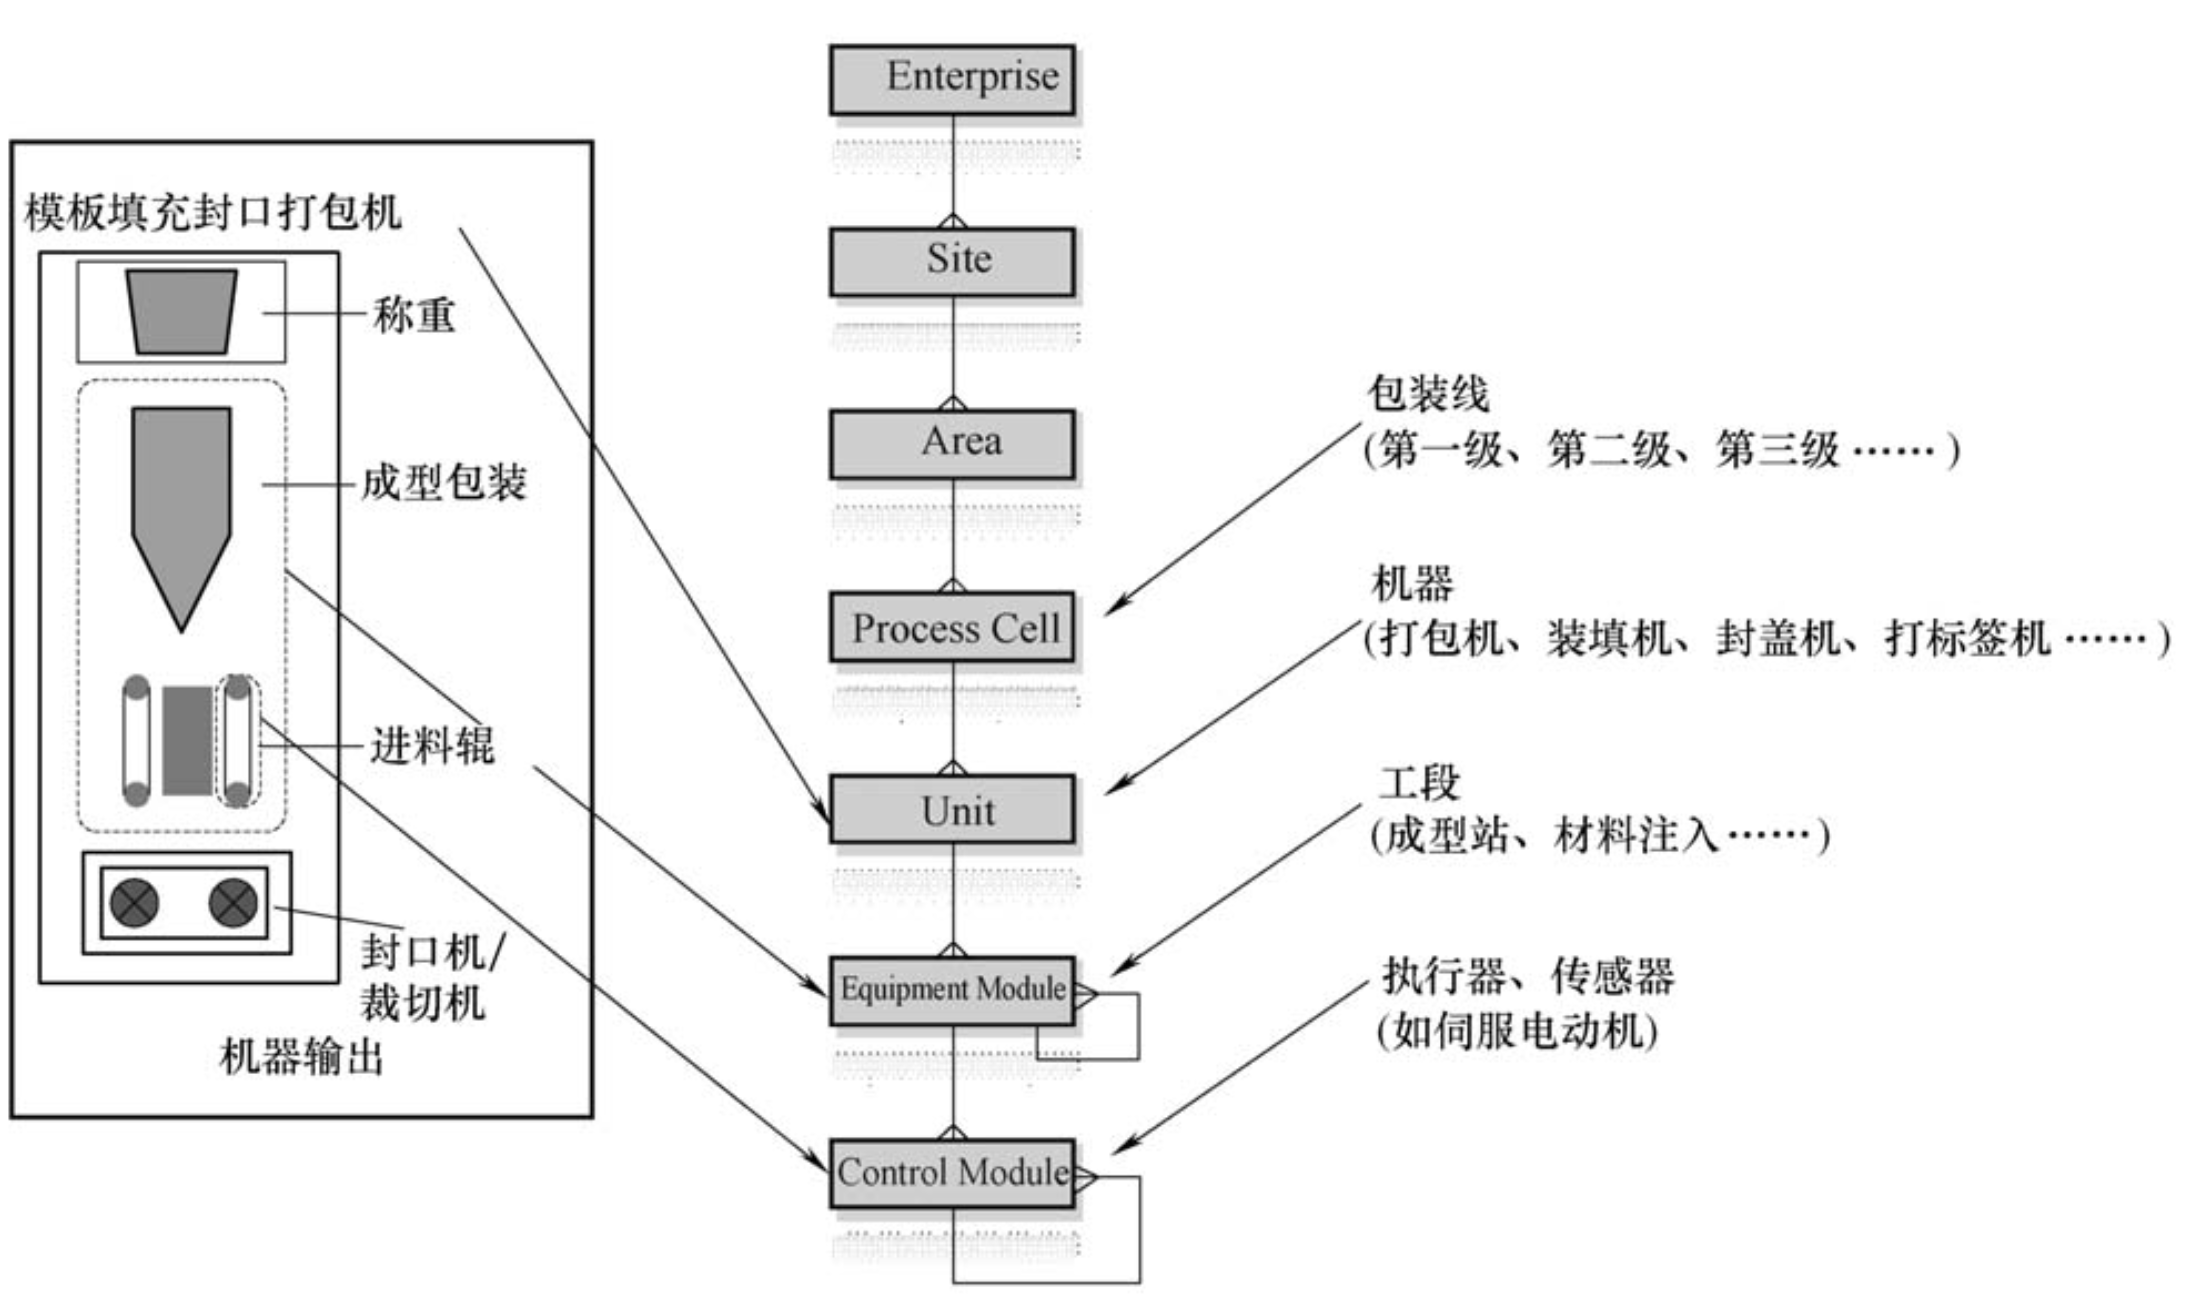 模板填充封口打包机
称重
成型包装
进料辊
封口机/
裁切机
机器输出
Enterprise
Site
Area
Process Cell
Unit
Equipment Module
Control Module
包装线
(第一级、第二级、第三级……)
机器
(打包机、装填机、封盖机、打标签机……)
工段
(成型站、材料注入……)
执行器、传感器
(如伺服电动机)